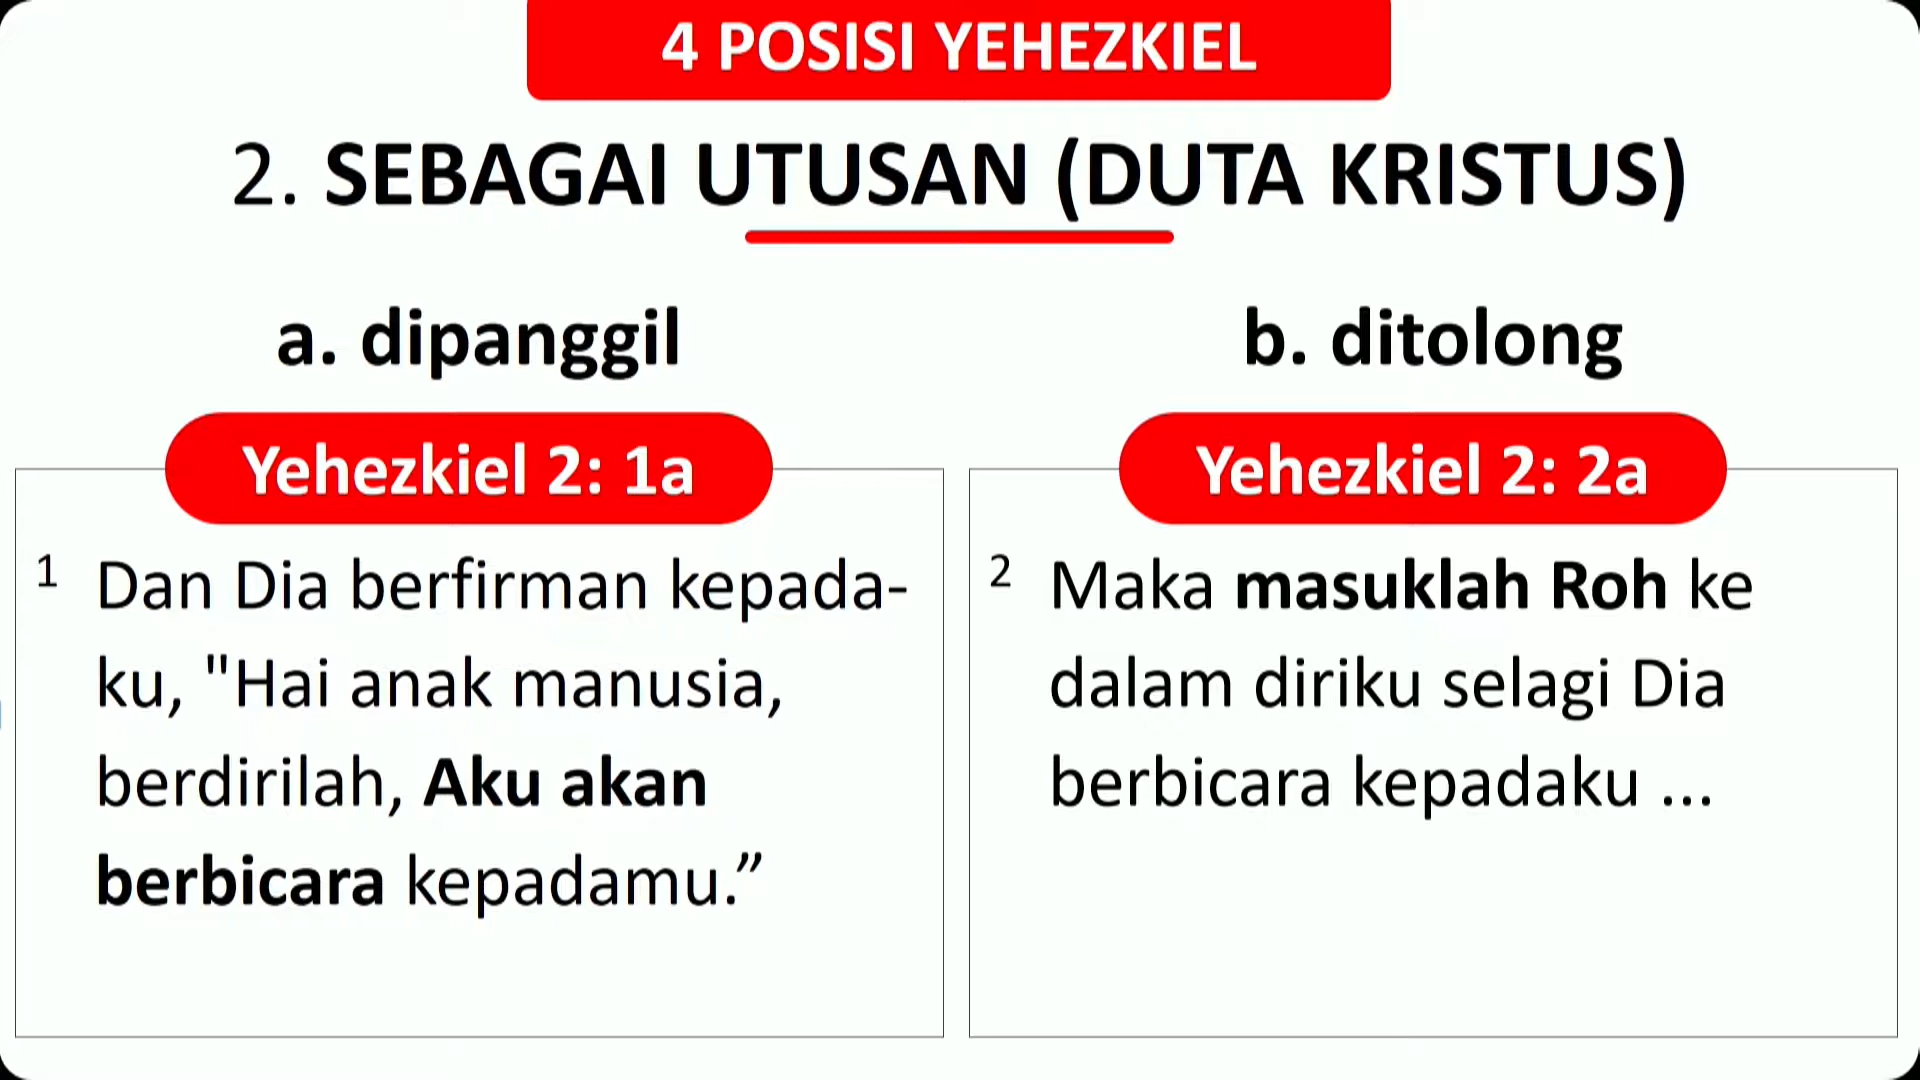 4 POSISI YEHEZKIEL
2. SEBAGAI UTUSAN (DUTA KRISTUS)
a. dipanggil
Yehezkiel 2: 1a
1 Dan Dia berfirman kepada-
ku, "Hai anak manusia,
berdirilah, Aku akan
berbicara kepadamu.”
b. ditolong
Yehezkiel 2: 2a
2 Maka masuklah Roh ke
dalam diriku selagi Dia
berbicara kepadaku ...